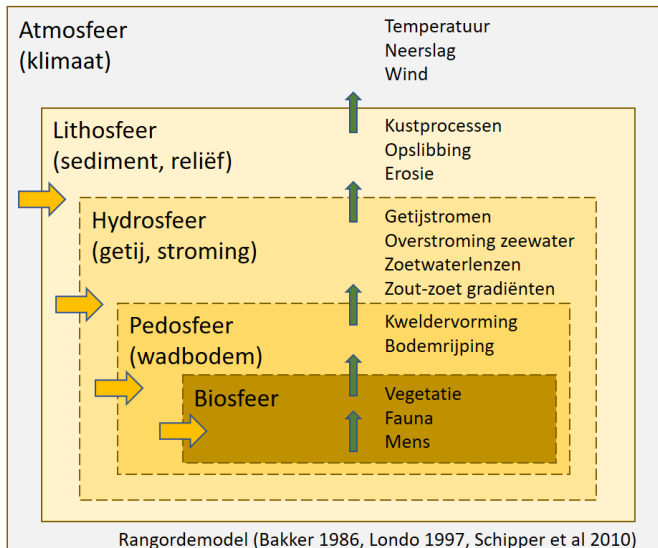 Atmosfeer
(klimaat)
Temperatuur
Neerslag
Wind
Lithosfeer
(sediment, reliëf)
Kustprocessen
Opslibbing
Erosie
Hydrosfeer
(getij, stroming)
Getijstromen
Overstroming zeewater
Zoetwaterlenzen
Zout-zoet gradiënten
Pedosfeer
(wadbodem)
Kweldervorming
Bodemrijping
Biosfeer
Vegetatie
Fauna
Mens
Rangordemodel (Bakker 1986, Londo 1997, Schipper et al 2010)